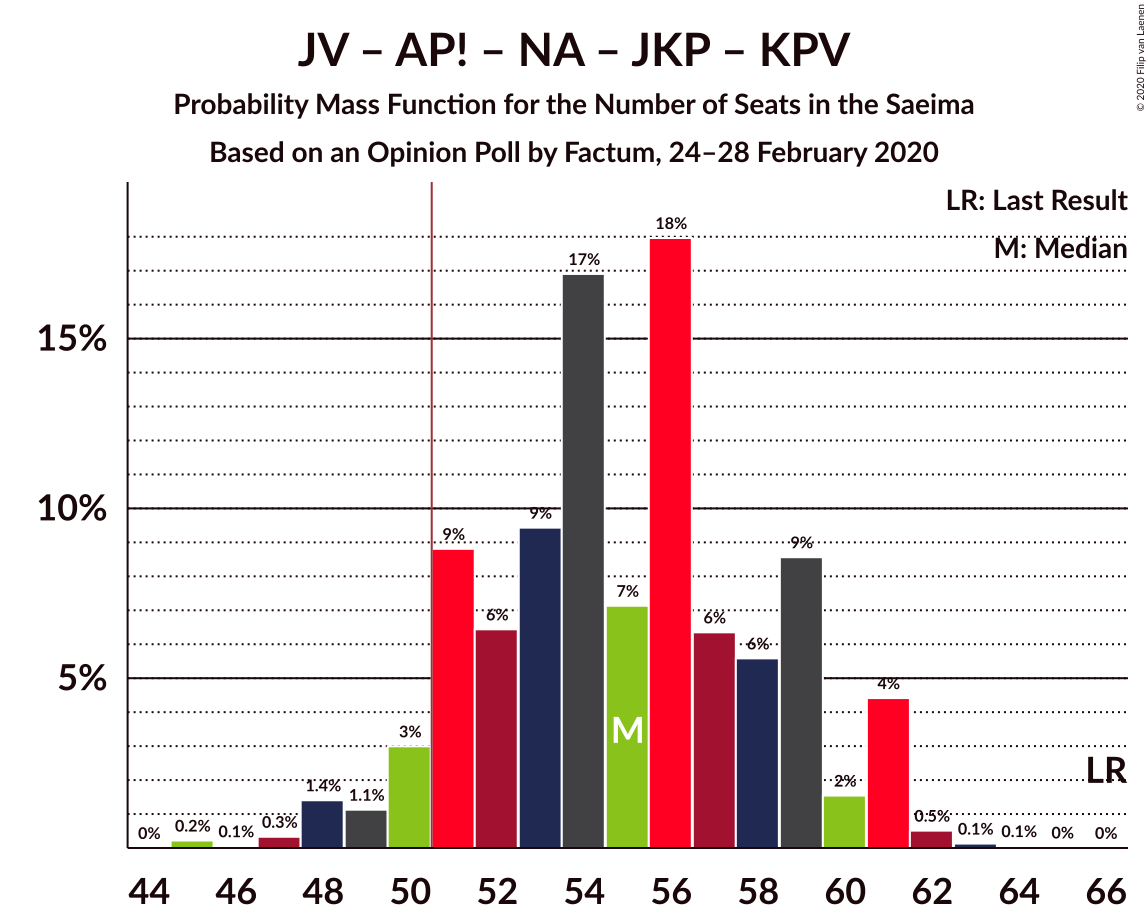 JV – AP! – NA – JKP – KPV
Probability Mass Function for the Number of Seats in the Saeima
Based on an Opinion Poll by Factum, 24–28 February 2020
© 2020 Filip van Laenen
LR: Last Result
M: Median
15%
10%
5%
0%
0.2%
0.1%
0.3%
1.4%
1.1%
3%
9%
6%
9%
17%
7%
18%
6%
6%
9%
2%
4%
0.5%
0.1%
0.1%
0%
0%
M
LR
44 46 48 50 52 54 56 58 60 62 64 66